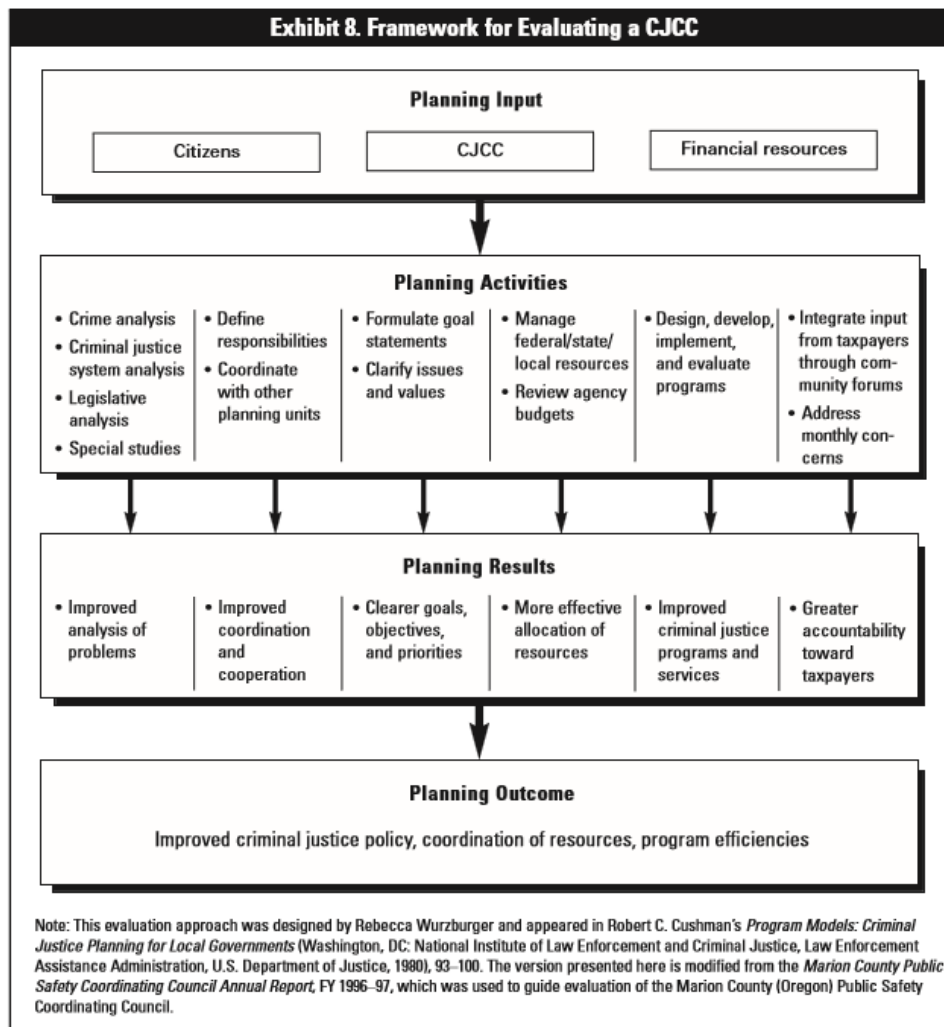 Exhibit 8. Framework for Evaluating a CJCC
Planning Input
Citizens
CJCC
Financial resources
Planning Activities
• Crime analysis
• Criminal justice
system analysis
• Legislative
analysis
• Special studies
• Define
responsibilities
• Coordinate
with other
planning units
• Formulate goal
statements
• Clarify issues
and values
• Manage
federal/state/
local resources
• Review agency
budgets
• Design, develop,
implement,
and evaluate
programs
• Integrate input
from taxpayers
through com-
munity forums
• Address
monthly con-
cerns
Planning Results
• Improved
analysis of
problems
• Improved
coordination
and
cooperation
• Clearer goals,
objectives,
and priorities
• More effective
allocation of
resources
• Improved
criminal justice
programs and
services
• Greater
accountability
toward
taxpayers
Planning Outcome
Improved criminal justice policy, coordination of resources, program efficiencies
Note: This evaluation approach was designed by Rebecca Wurzburger and appeared in Robert C. Cushman's Program Models: Criminal
Justice Planning for Local Governments (Washington, DC: National Institute of Law Enforcement and Criminal Justice, Law Enforcement
Assistance Administration, U.S. Department of Justice, 1980), 93–100. The version presented here is modified from the Marion County Public
Safety Coordinating Council Annual Report, FY 1996–97, which was used to guide evaluation of the Marion County (Oregon) Public Safety
Coordinating Council.